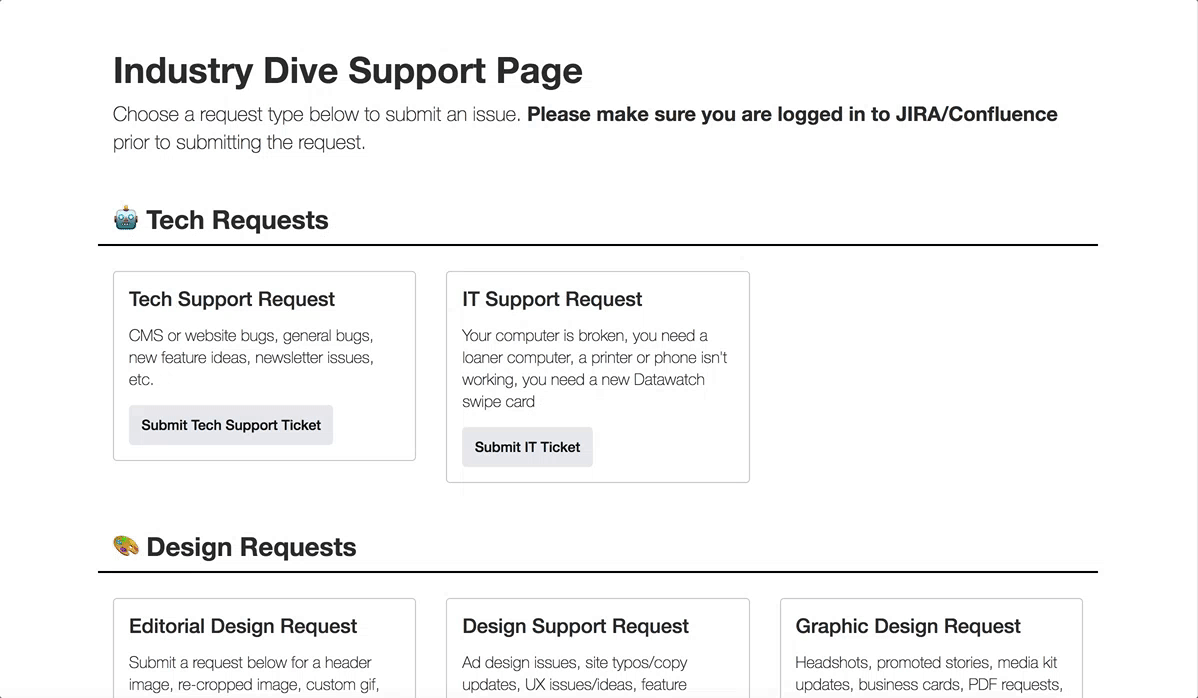 Industry Dive Support Page
Choose a request type below to submit an issue. Please make sure you are logged in to JIRA/Confluence
prior to submitting the request.
Tech Requests
Tech Support Request
CMS or website bugs, general bugs,
new feature ideas, newsletter issues,
etc.
Submit Tech Support Ticket
IT Support Request
Your computer is broken, you need a
loaner computer, a printer or phone isn't
working, you need a new Datawatch
swipe card
Submit IT Ticket
Design Requests
Editorial Design Request
Submit a request below for a header
image, re-cropped image, custom gif,
Design Support Request
Ad design issues, site typos/copy
updates, UX issues/ideas, feature
Graphic Design Request
Headshots, promoted stories, media kit
updates, business cards, PDF requests,